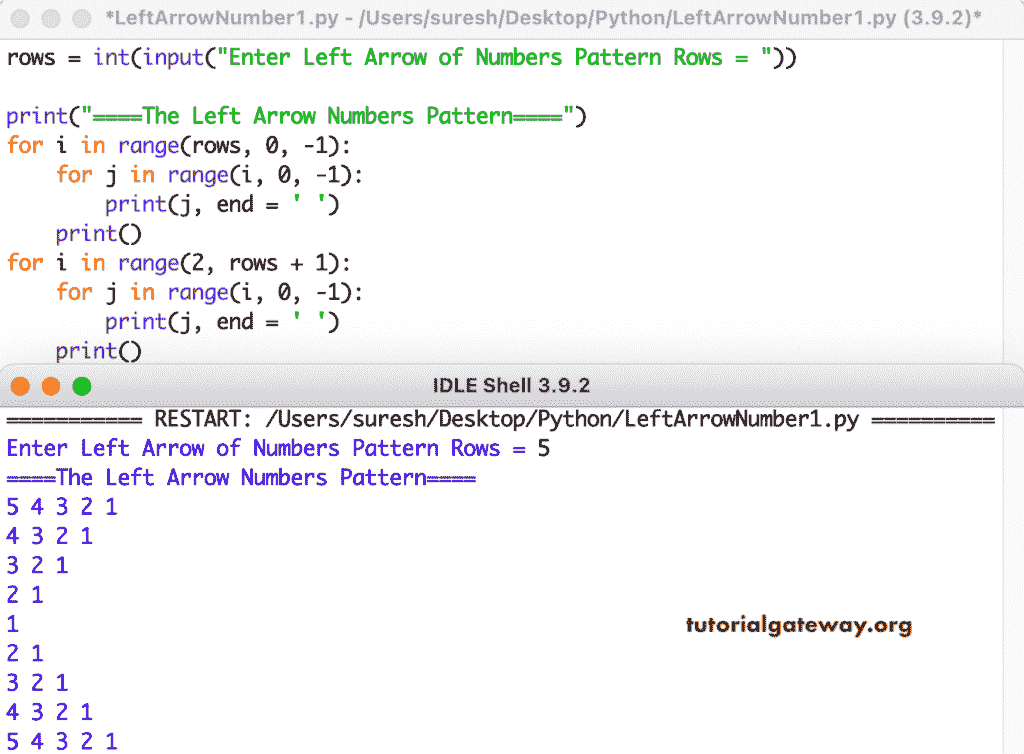 *LeftArrowNumber1.py - /Users/suresh/Desktop/Python/LeftArrowNumber1.py (3.9.2)*
rows = int(input("Enter Left Arrow of Numbers Pattern Rows = "))

print("====The Left Arrow Numbers Pattern====")
for i in range(rows, 0, -1):
    for j in range(i, 0, -1):
        print(j, end = ' ')
    print()
for i in range(2, rows + 1):
    for j in range(i, 0, -1):
        print(j, end = ' ')
    print()
IDLE Shell 3.9.2
=========== RESTART: /Users/suresh/Desktop/Python/LeftArrowNumber1.py ==========
Enter Left Arrow of Numbers Pattern Rows = 5
====The Left Arrow Numbers Pattern====
5 4 3 2 1
4 3 2 1
3 2 1
2 1
1
tutorialgateway.org
2 1
3 2 1
4 3 2 1
5 4 3 2 1